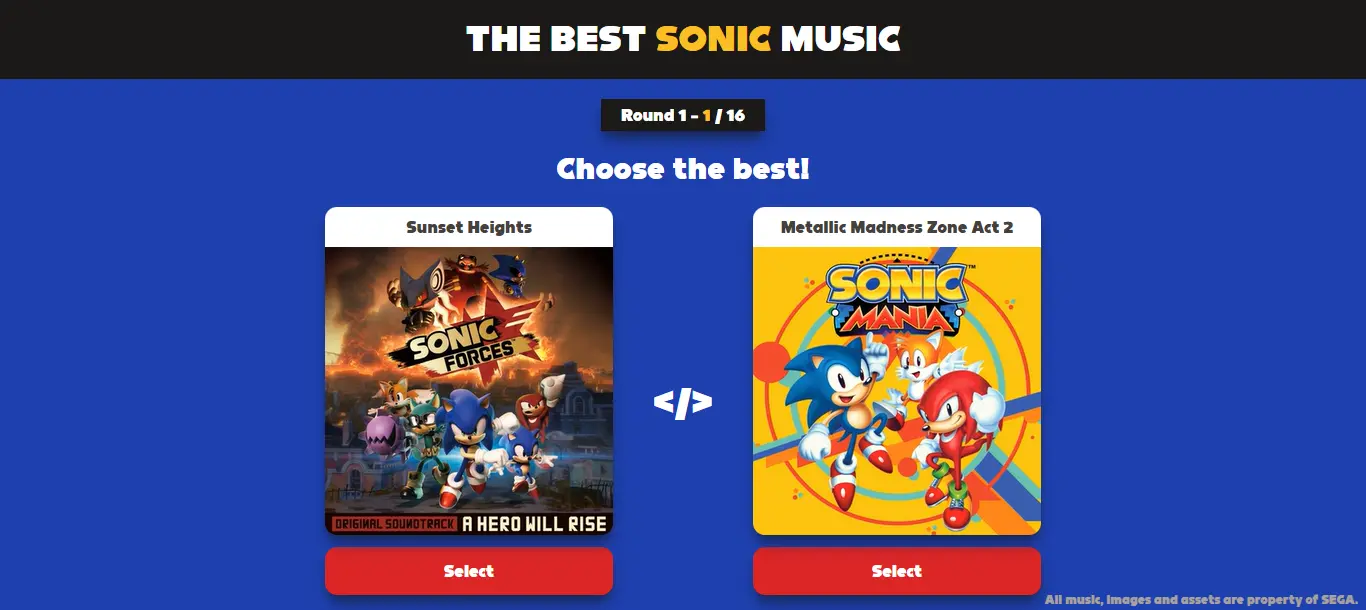 THE BEST SONIC MUSIC
Round 1 - 1 / 16
Choose the best!
Sunset Heights
SONIC
FORCES
ORIGINAL SOUNDTRACK A HERO WILL RISE
Select
</>
Metallic Madness Zone Act 2
SONIC™
MANIA
Select
All music, images and assets are property of SEGA.